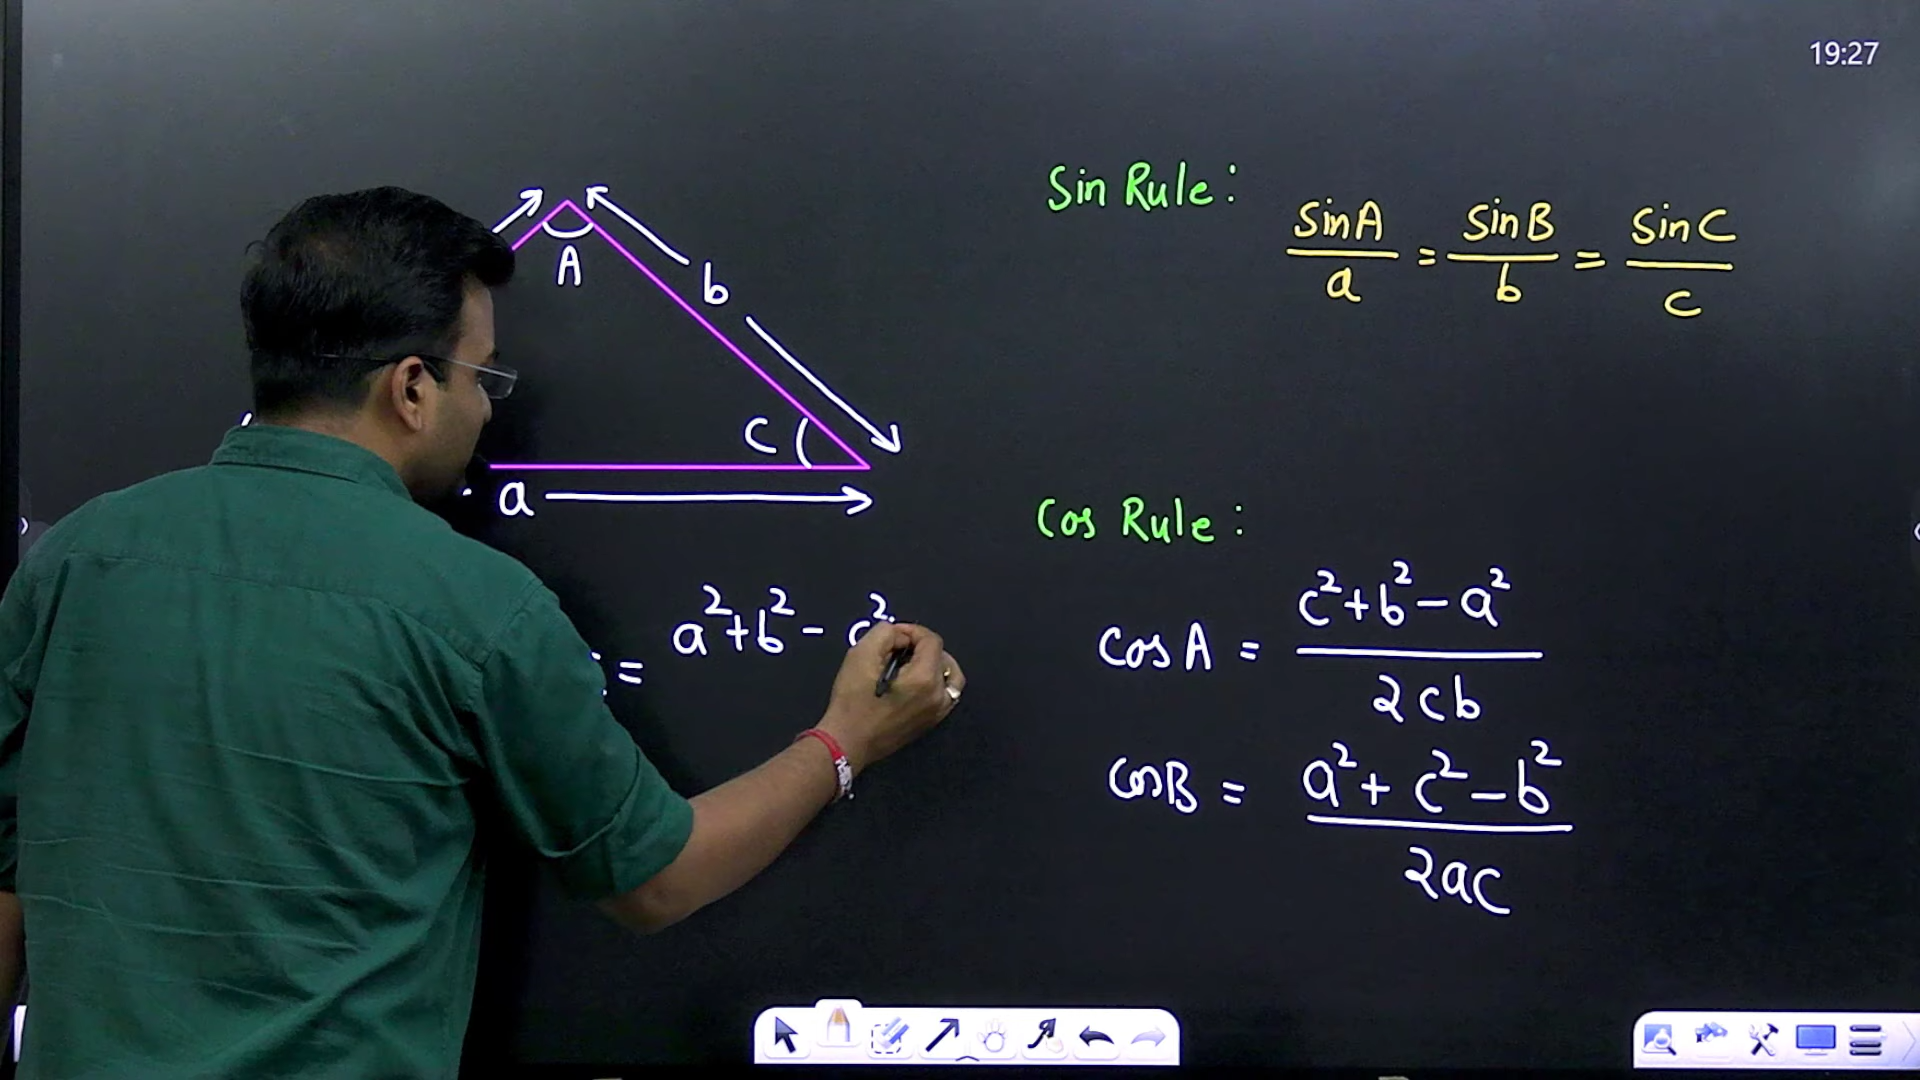 19:27
Sin Rule:
sinA/a = sinB/b = sinC/c
A
b
C
a
Cos Rule:
cosA = c²+b²-a²/2cb
= a²+b²-c²
cosB = a²+c²-b²/2ac